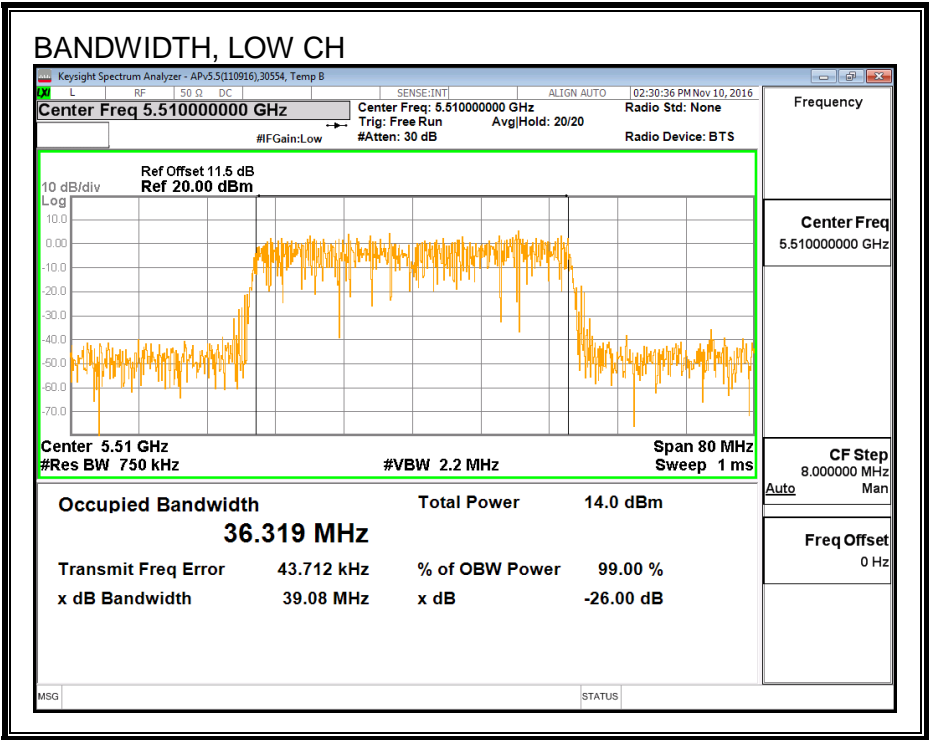 BANDWIDTH, LOW CH
Keysight Spectrum Analyzer - APv5.5(110916),30554, Temp B
LXI L RF 50 Ω DC SENSE:INT ALIGN AUTO 02:30:36 PM Nov 10, 2016
Center Freq 5.510000000 GHz
#IFGain:Low
Center Freq: 5.510000000 GHz
Trig: Free Run Avg|Hold: 20/20
#Atten: 30 dB
Radio Std: None
Radio Device: BTS
Ref Offset 11.5 dB
10 dB/div Ref 20.00 dBm
Log
10.0
0.00
-10.0
-20.0
-30.0
-40.0
-50.0
-60.0
-70.0
Center 5.51 GHz Span 80 MHz
#Res BW 750 kHz #VBW 2.2 MHz Sweep 1 ms
Occupied Bandwidth Total Power 14.0 dBm
36.319 MHz
Transmit Freq Error 43.712 kHz % of OBW Power 99.00 %
x dB Bandwidth 39.08 MHz x dB -26.00 dB
MSG STATUS
Frequency
Center Freq
5.510000000 GHz
CF Step
8.000000 MHz
Auto Man
Freq Offset
0 Hz